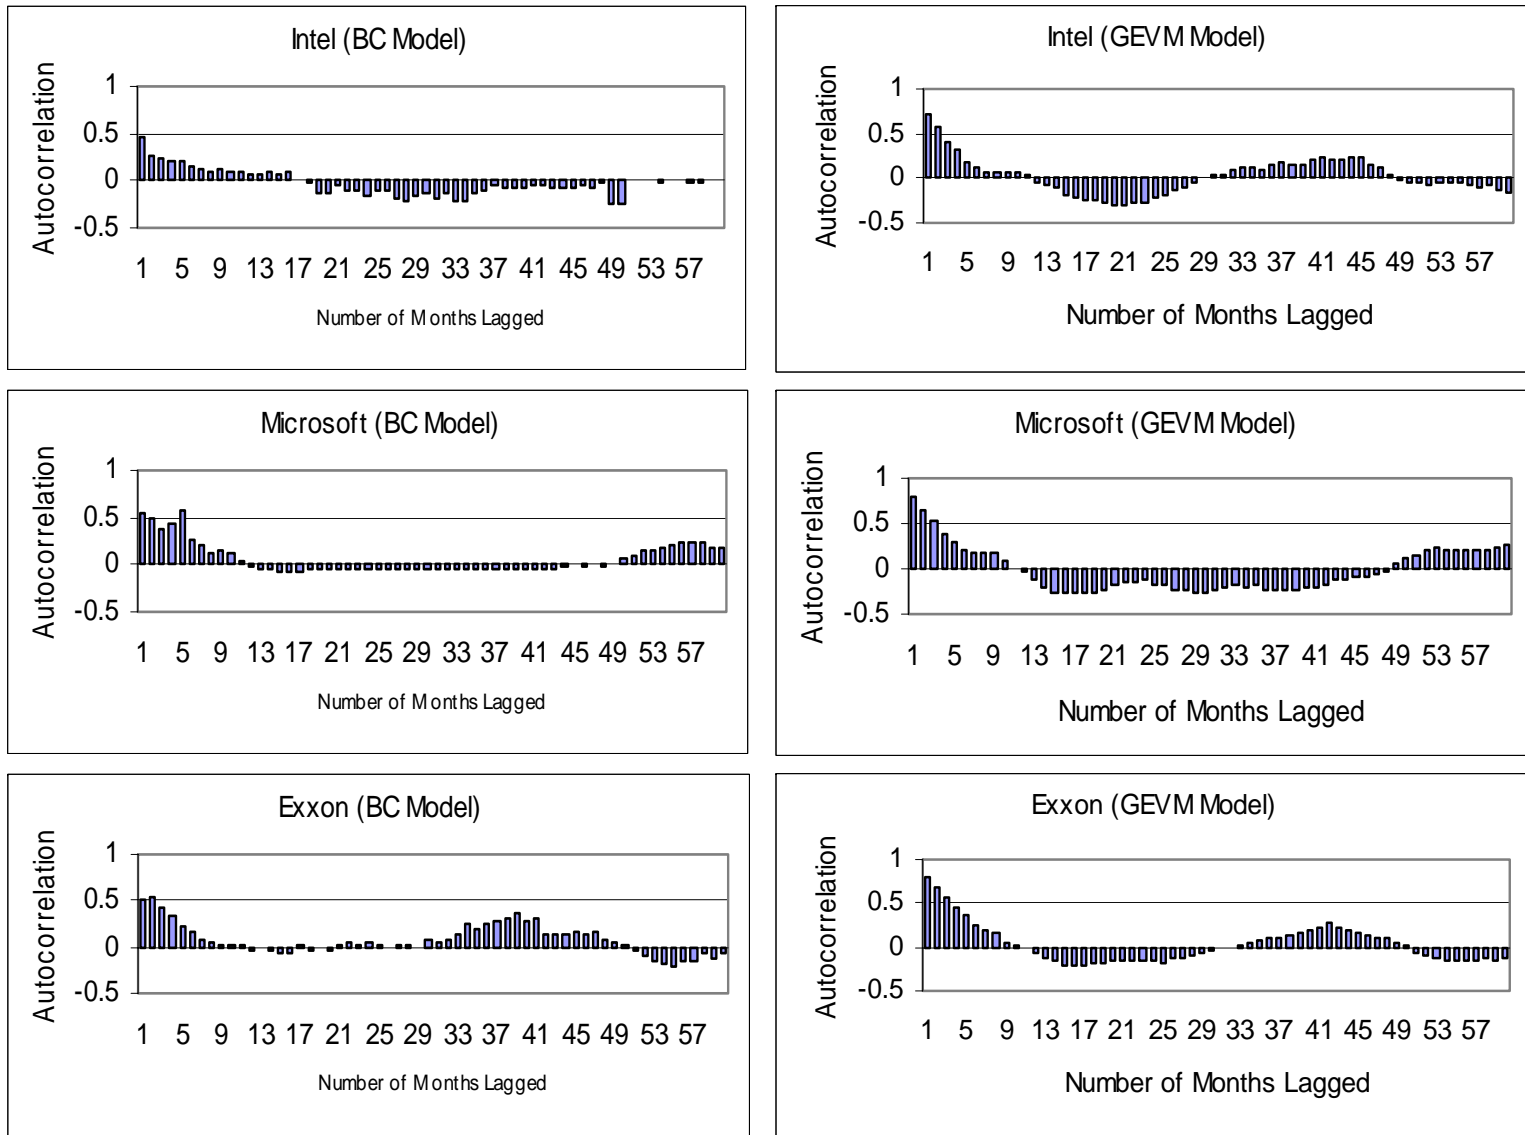 Intel (BC Model)
Autocorrelation
1
0.5
0
-0.5
1 5 9 13 17 21 25 29 33 37 41 45 49 53 57
Number of Months Lagged
Intel (GEVM Model)
Autocorrelation
1
0.5
0
-0.5
1 5 9 13 17 21 25 29 33 37 41 45 49 53 57
Number of Months Lagged
Microsoft (BC Model)
Autocorrelation
1
0.5
0
-0.5
1 5 9 13 17 21 25 29 33 37 41 45 49 53 57
Number of Months Lagged
Microsoft (GEVM Model)
Autocorrelation
1
0.5
0
-0.5
1 5 9 13 17 21 25 29 33 37 41 45 49 53 57
Number of Months Lagged
Exxon (BC Model)
Autocorrelation
1
0.5
0
-0.5
1 5 9 13 17 21 25 29 33 37 41 45 49 53 57
Number of Months Lagged
Exxon (GEVM Model)
Autocorrelation
1
0.5
0
-0.5
1 5 9 13 17 21 25 29 33 37 41 45 49 53 57
Number of Months Lagged